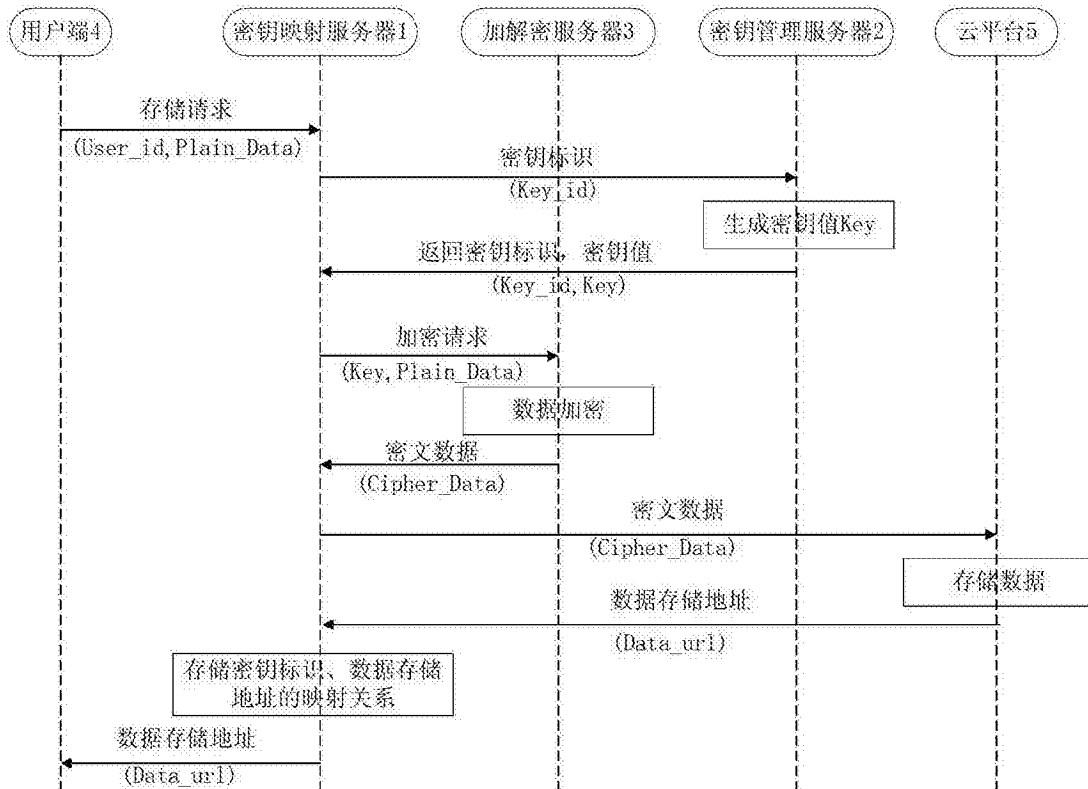 用户端4
密钥映射服务器1
加解密服务器3
密钥管理服务器2
云平台5
存储请求
(User_id,Plain_Data)
密钥标识
(Key_id)
生成密钥值Key
返回密钥标识，密钥值
(Key_id,Key)
加密请求
(Key,Plain_Data)
数据加密
密文数据
(Cipher_Data)
密文数据
(Cipher_Data)
存储数据
数据存储地址
(Data_url)
存储密钥标识、数据存储
地址的映射关系
数据存储地址
(Data_url)